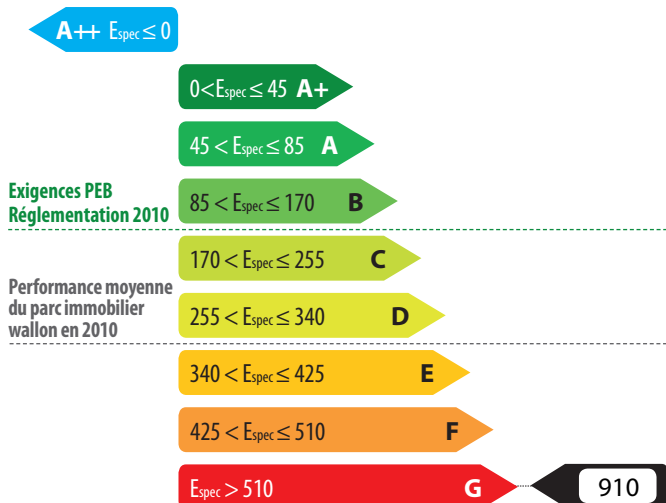 A++ Espec ≤ 0
0 < Espec ≤ 45 A+
45 < Espec ≤ 85 A
Exigences PEB
Réglementation 2010
85 < Espec ≤ 170 B
170 < Espec ≤ 255 C
Performance moyenne
du parc immobilier
wallon en 2010
255 < Espec ≤ 340 D
340 < Espec ≤ 425 E
425 < Espec ≤ 510 F
Espec > 510 G
910